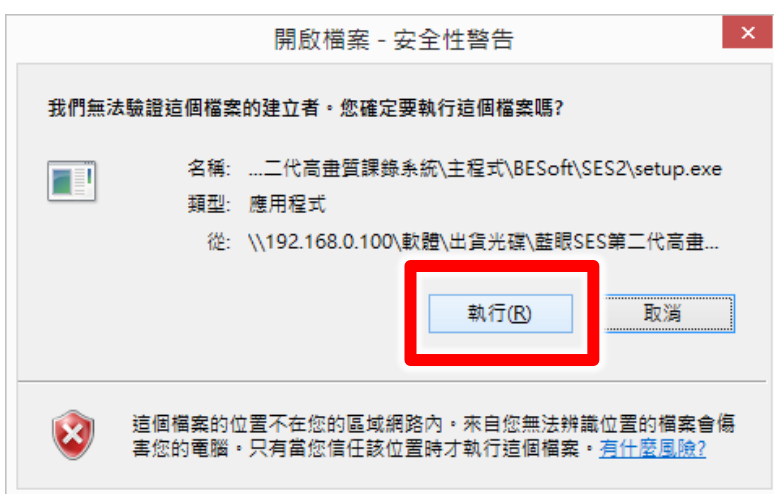 開啟檔案 - 安全性警告
我們無法驗證這個檔案的建立者。您確定要執行這個檔案嗎?
名稱: ...二代高畫質課錄系統\主程式\BESoft\SES2\setup.exe
類型: 應用程式
從: \\192.168.0.100\軟體\出貨光碟\藍眼SES第二代高畫...
執行(R) 取消
這個檔案的位置不在您的區域網路內。來自您無法辨識位置的檔案會傷
害您的電腦。只有當您信任該位置時才執行這個檔案。有什麼風險?